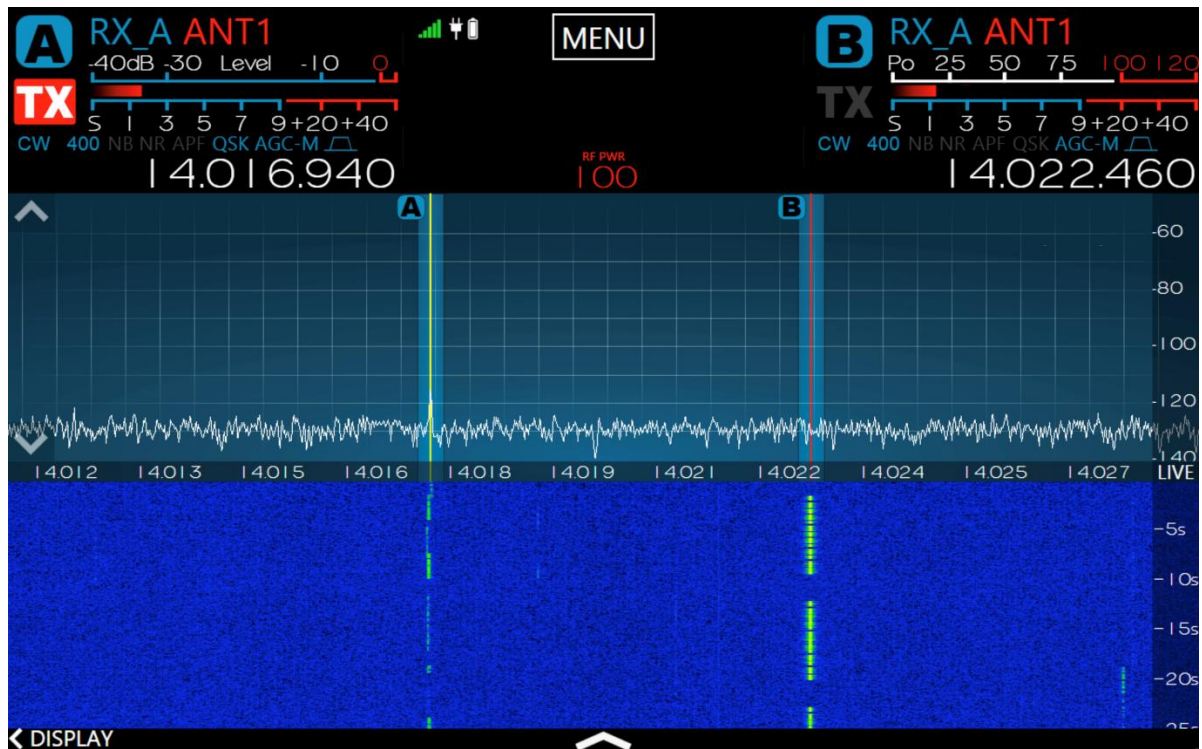 A RX_A ANT1
-40dB -30 Level -10 0
TX
S 1 3 5 7 9+20+40
CW 400 NB NR APF QSK AGC-M
14.016.940
MENU
RF PWR
100
B RX_A ANT1
Po 25 50 75 100 120
TX
S 1 3 5 7 9+20+40
CW 400 NB NR APF QSK AGC-M
14.022.460
A B
-60
-80
-100
-120
-140
14.012 14.013 14.015 14.016 14.018 14.019 14.021 14.022 14.024 14.025 14.027 LIVE
-5s
-10s
-15s
-20s
-25s
< DISPLAY